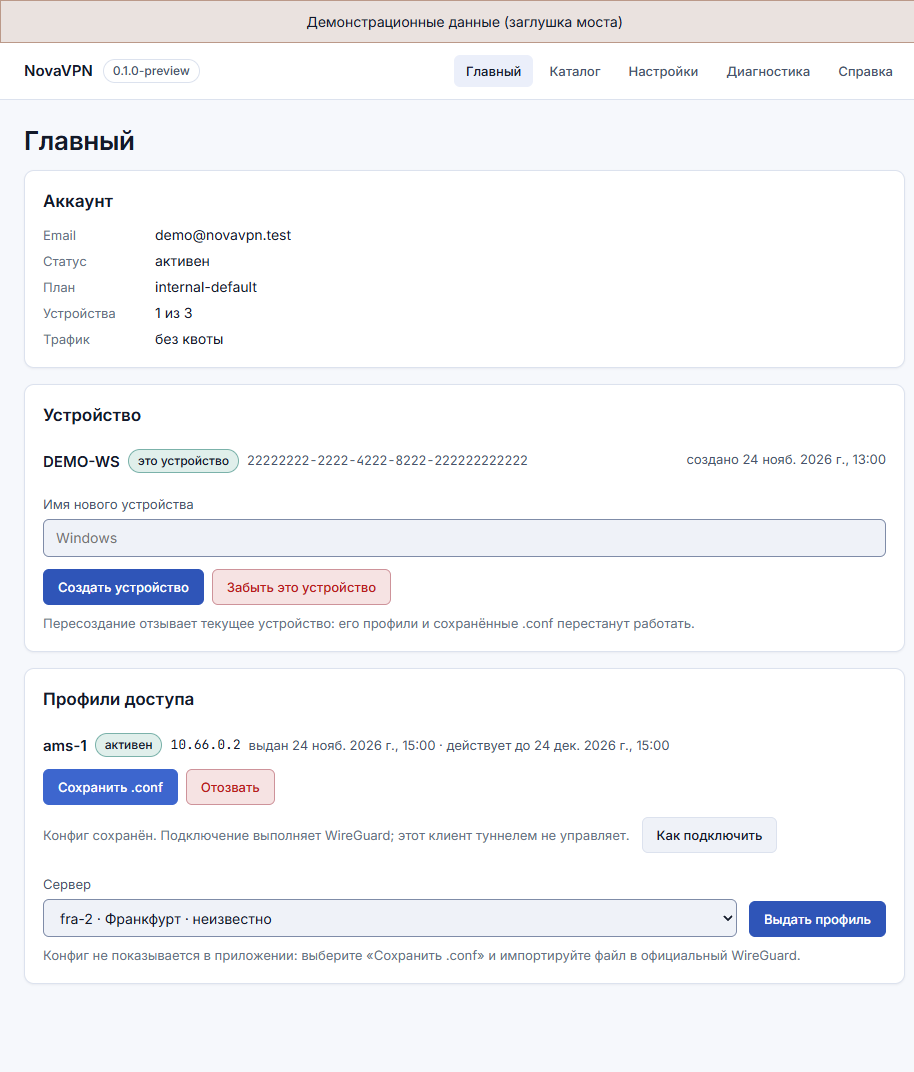 Демонстрационные данные (заглушка моста)
NovaVPN 0.1.0-preview Главный Каталог Настройки Диагностика Справка
Главный
Аккаунт
Email demo@novavpn.test
Статус активен
План internal-default
Устройства 1 из 3
Трафик без квоты
Устройство
DEMO-WS это устройство 22222222-2222-4222-8222-222222222222 создано 24 нояб. 2026 г., 13:00
Имя нового устройства
Windows
Создать устройство Забыть это устройство
Пересоздание отзывает текущее устройство: его профили и сохранённые .conf перестанут работать.
Профили доступа
ams-1 активен 10.66.0.2 выдан 24 нояб. 2026 г., 15:00 · действует до 24 дек. 2026 г., 15:00
Сохранить .conf Отозвать
Конфиг сохранён. Подключение выполняет WireGuard; этот клиент туннелем не управляет. Как подключить
Сервер
fra-2 · Франкфурт · неизвестно Выдать профиль
Конфиг не показывается в приложении: выберите «Сохранить .conf» и импортируйте файл в официальный WireGuard.